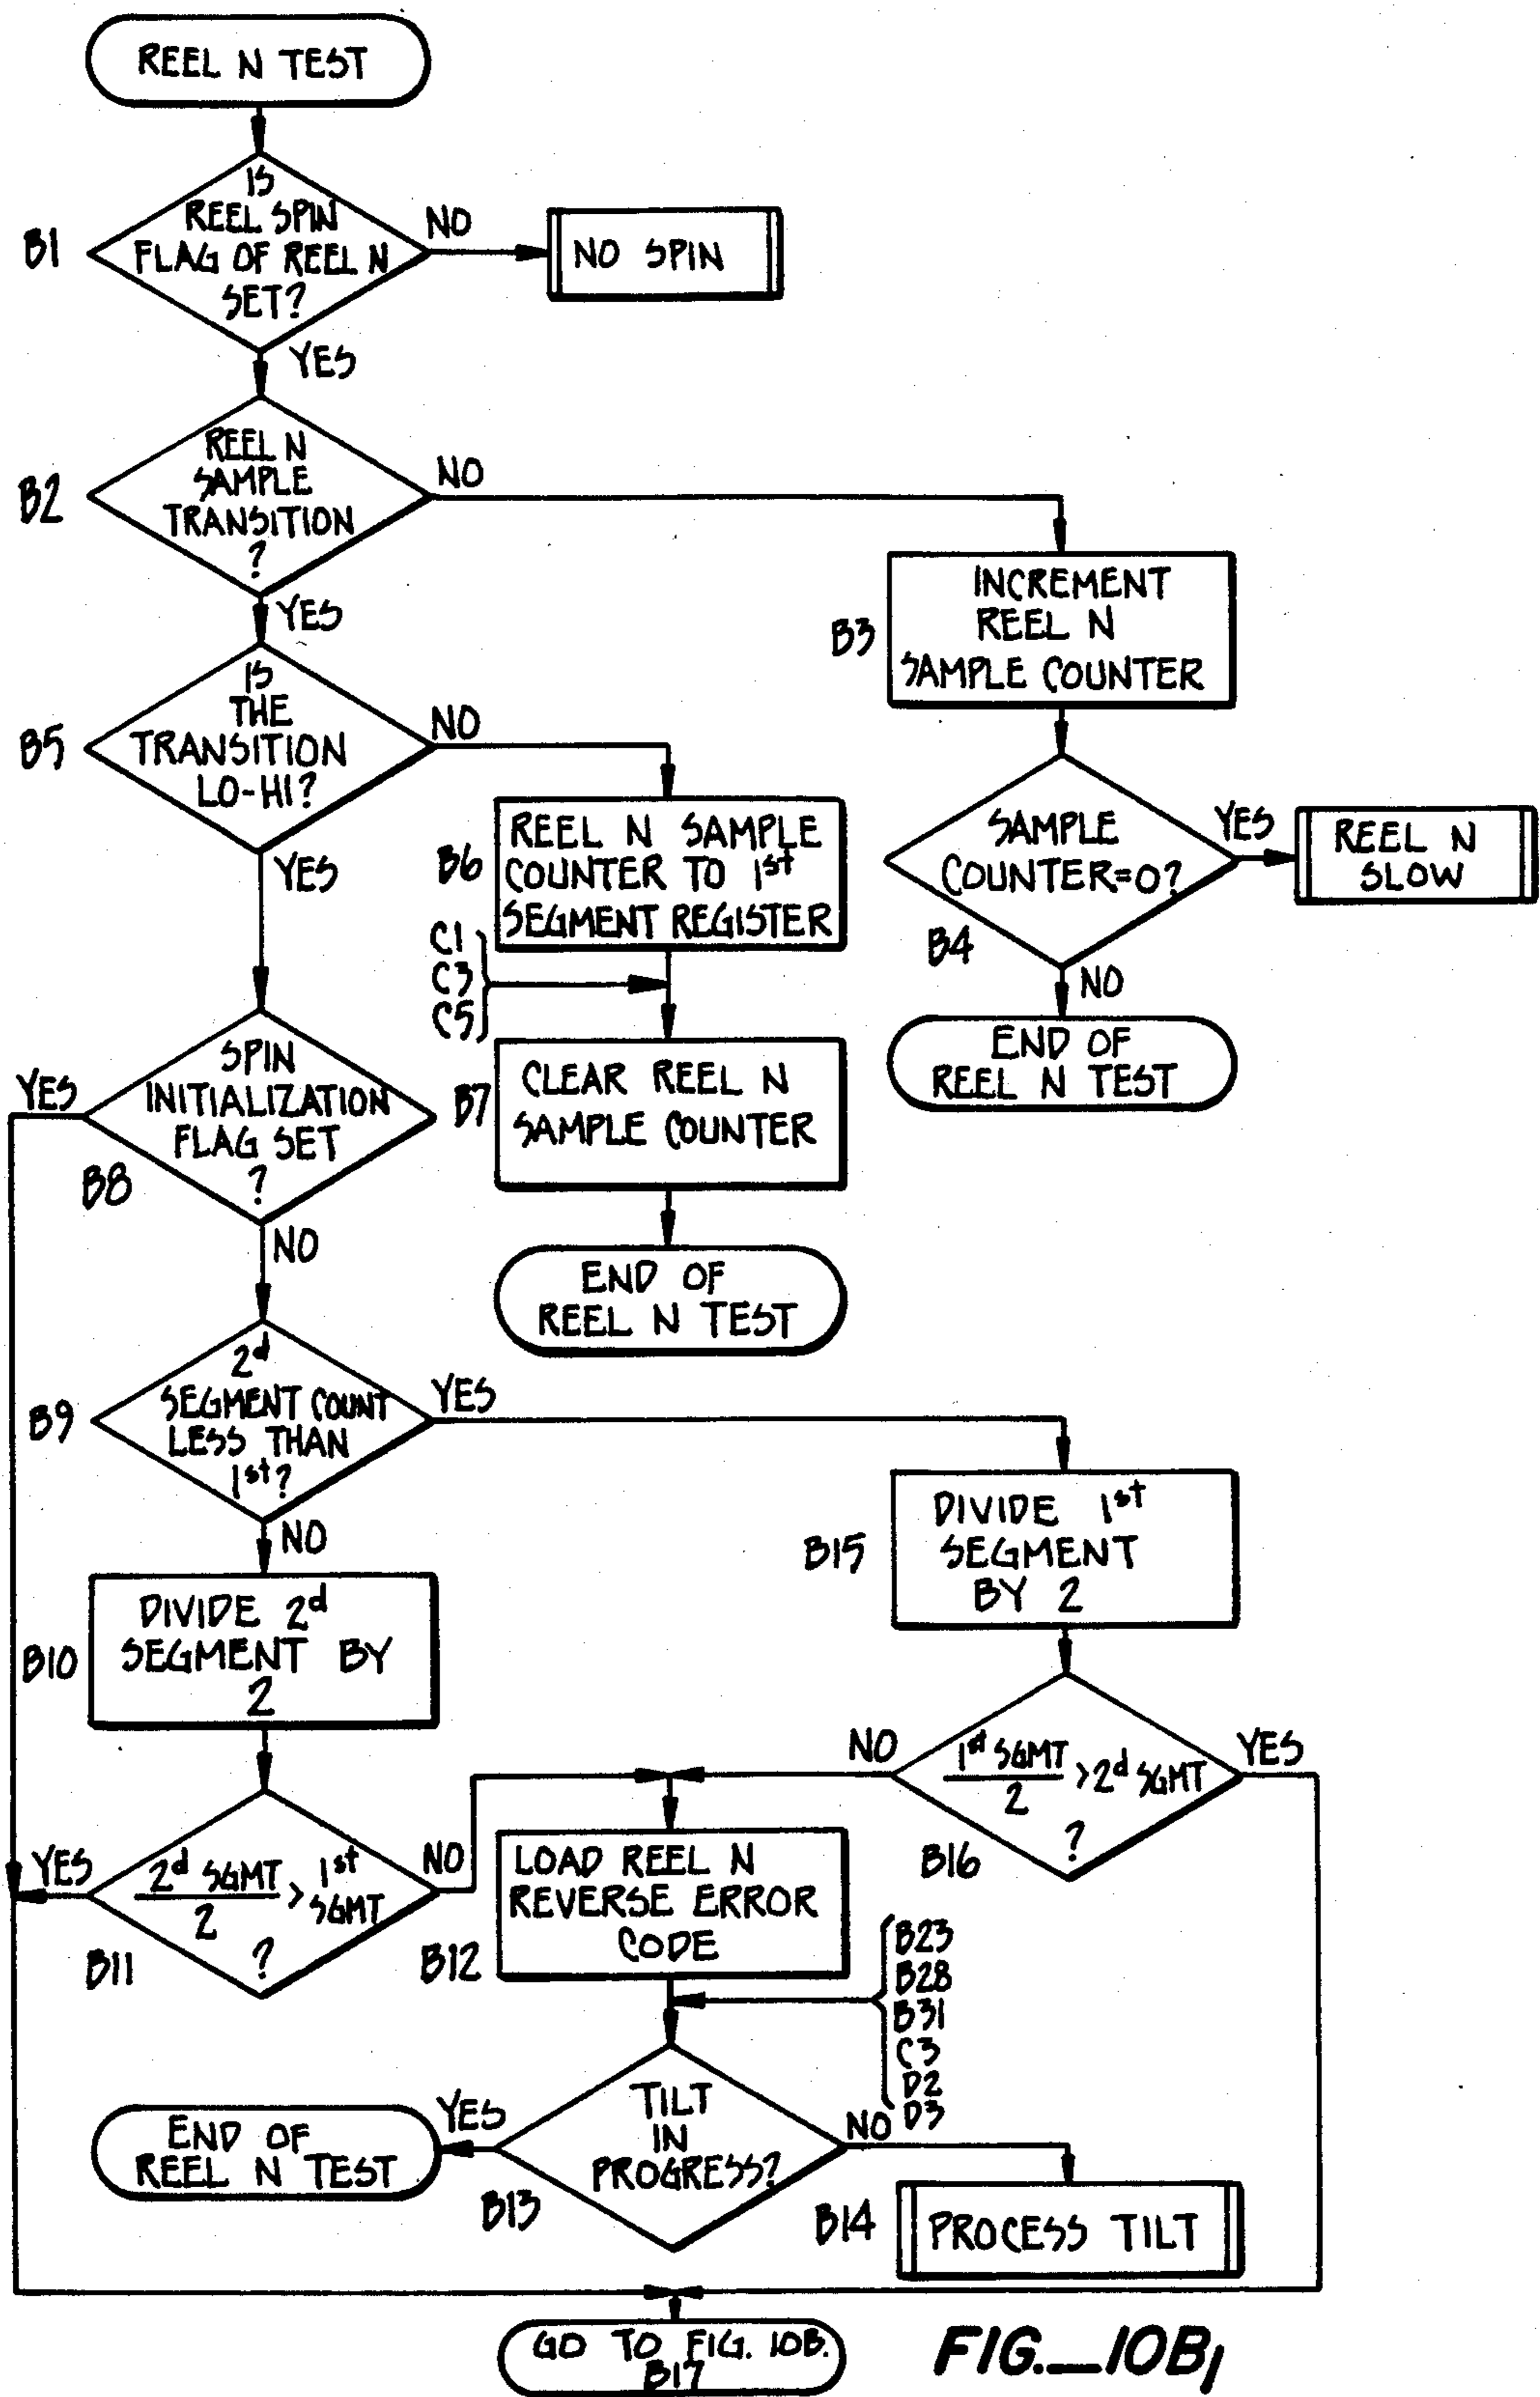 REEL N TEST
B1
IS
REEL SPIN
FLAG OF REEL N
SET?
NO
NO SPIN
YES
B2
REEL N
SAMPLE
TRANSITION
?
NO
YES
B3
INCREMENT
REEL N
SAMPLE COUNTER
B5
IS
THE
TRANSITION
LO-HI?
NO
YES
B6
REEL N SAMPLE
COUNTER TO 1st
SEGMENT REGISTER
SAMPLE
COUNTER=0?
B4
YES
REEL N
SLOW
NO
END OF
REEL N TEST
C1
C3
C5
B7
CLEAR REEL N
SAMPLE COUNTER
END OF
REEL N TEST
YES
SPIN
INITIALIZATION
FLAG SET
?
B8
NO
B9
2d
SEGMENT COUNT
LESS THAN
1st?
YES
NO
B10
DIVIDE 2d
SEGMENT BY
2
B15
DIVIDE 1st
SEGMENT
BY 2
NO
1st SGMT
2
>2d SGMT
?
YES
B16
YES
2d SGMT
2
>
1st
SGMT
?
NO
B11
B12
LOAD REEL N
REVERSE ERROR
CODE
B23
B28
B31
C3
D2
D3
TILT
IN
PROGRESS?
B13
YES
END OF
REEL N TEST
NO
B14
PROCESS TILT
GO TO FIG. 10B.
B17
FIG._10B1